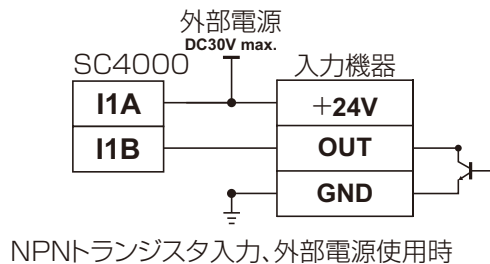 外部電源
DC30V max.
SC4000
入力機器
I1A
+24V
I1B
OUT
GND
NPNトランジスタ入力、外部電源使用時